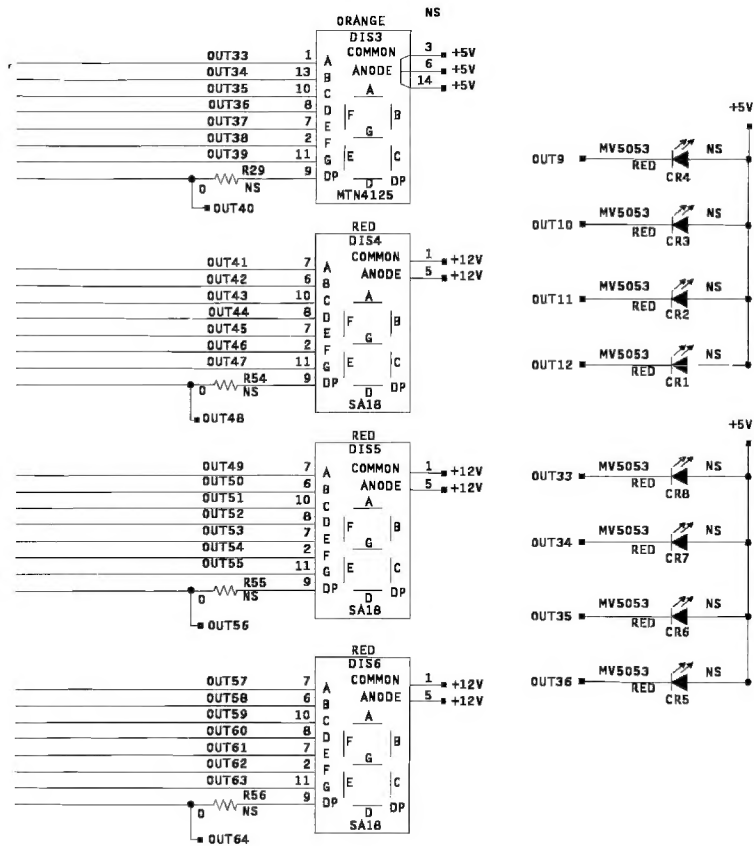 ORANGE
NS
DIS3
OUT33 1 A COMMON 3 +5V
OUT34 13 B ANODE 6 +5V
OUT35 10 C A 14 +5V
OUT36 8 D F B
OUT37 7 E G
OUT38 2 F
OUT39 11 G E C
R29 9 DP D DP
0 NS
MTN4125
OUT40
RED
DIS4
OUT41 7 A COMMON 1 +12V
OUT42 6 B ANODE 5 +12V
OUT43 10 C A
OUT44 8 D F B
OUT45 7 E G
OUT46 2 F
OUT47 11 G E C
R54 9 DP D DP
0 NS
SA18
OUT48
RED
DIS5
OUT49 7 A COMMON 1 +12V
OUT50 6 B ANODE 5 +12V
OUT51 10 C A
OUT52 8 D F B
OUT53 7 E G
OUT54 2 F
OUT55 11 G E C
R55 9 DP D DP
0 NS
SA18
OUT56
RED
DIS6
OUT57 7 A COMMON 1 +12V
OUT58 6 B ANODE 5 +12V
OUT59 10 C A
OUT60 8 D F B
OUT61 7 E G
OUT62 2 F
OUT63 11 G E C
R56 9 DP D DP
0 NS
SA18
OUT64
+5V
OUT9 MV5053 NS
RED CR4
OUT10 MV5053 NS
RED CR3
OUT11 MV5053 NS
RED CR2
OUT12 MV5053 NS
RED CR1
+5V
OUT33 MV5053 NS
RED CR8
OUT34 MV5053 NS
RED CR7
OUT35 MV5053 NS
RED CR6
OUT36 MV5053 NS
RED CR5